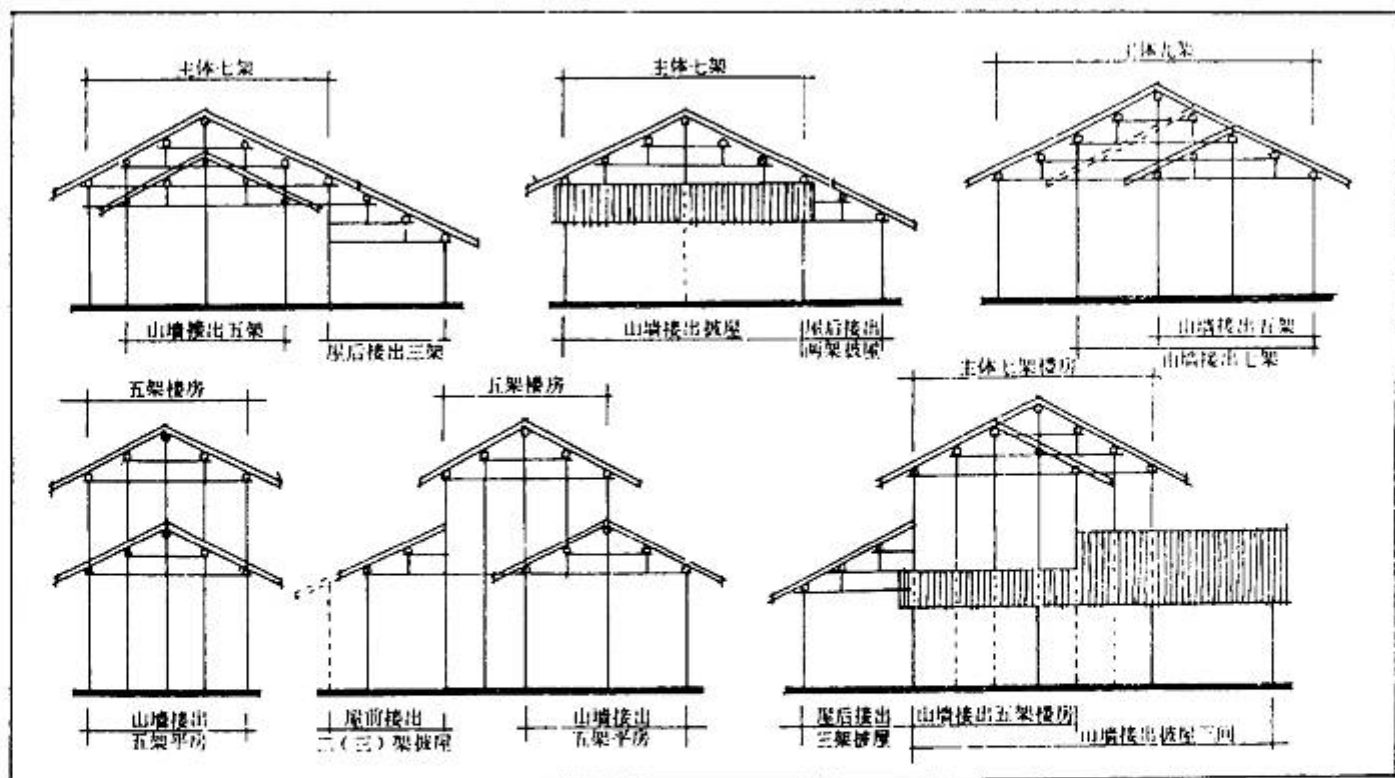 主体七架
主体七架
主体九架
山墙接出五架
屋后接出三架
山墙接出披屋
屋后接出
两架披屋
山墙接出五架
山墙接出七架
五架楼房
五架楼房
主体七架楼房
山墙接出
五架平房
屋前接出
二（三）架披屋
山墙接出
五架平房
屋后接出
三架披屋
山墙接出五架楼房
山墙接出披屋三间